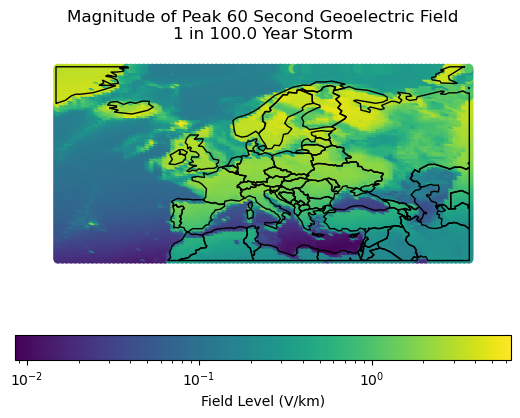 Magnitude of Peak 60 Second Geoelectric Field
1 in 100.0 Year Storm
10⁻² 10⁻¹ 10⁰
Field Level (V/km)